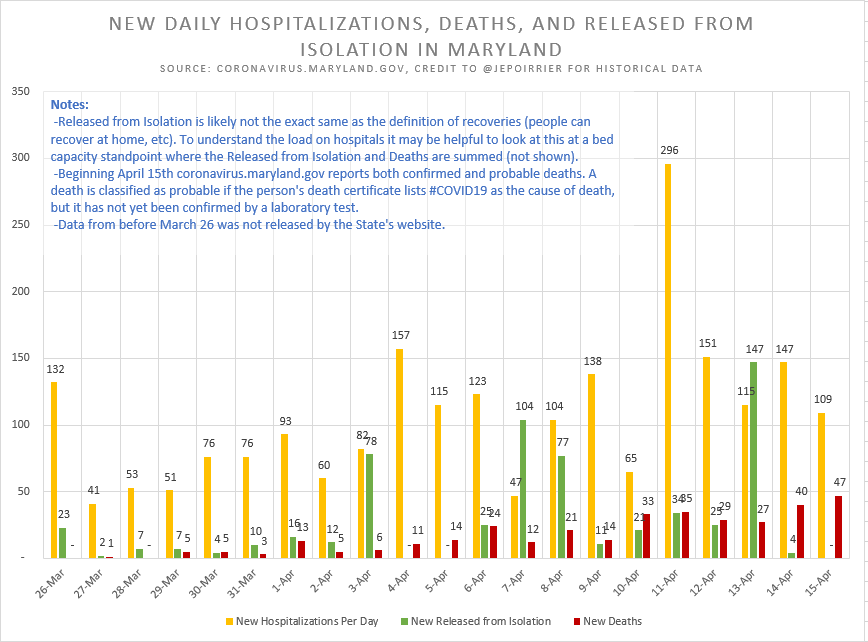 NEW DAILY HOSPITALIZATIONS, DEATHS, AND RELEASED FROM
ISOLATION IN MARYLAND
SOURCE: CORONAVIRUS.MARYLAND.GOV, CREDIT TO @JEPOIRRIER FOR HISTORICAL DATA
Notes:
-Released from Isolation is likely not the exact same as the definition of recoveries (people can
recover at home, etc). To understand the load on hospitals it may be helpful to look at this at a bed
capacity standpoint where the Released from Isolation and Deaths are summed (not shown).
-Beginning April 15th coronavirus.maryland.gov reports both confirmed and probable deaths. A
death is classified as probable if the person's death certificate lists #COVID19 as the cause of death,
but it has not yet been confirmed by a laboratory test.
-Data from before March 26 was not released by the State's website.
350
300
250
200
150
100
50
-
132 23 -
41 2 1
53 7 -
51 7 5
76 4 5
76 10 3
93 16 13
60 12 5
82 78 6
157 - 11
115 - 14
123 25 24
47 104 12
104 77 21
138 11 14
65 21 33
296 34 35
151 25 29
115 147 27
147 4 40
109 - 47
26-Mar
27-Mar
28-Mar
29-Mar
30-Mar
31-Mar
1-Apr
2-Apr
3-Apr
4-Apr
5-Apr
6-Apr
7-Apr
8-Apr
9-Apr
10-Apr
11-Apr
12-Apr
13-Apr
14-Apr
15-Apr
New Hospitalizations Per Day New Released from Isolation New Deaths